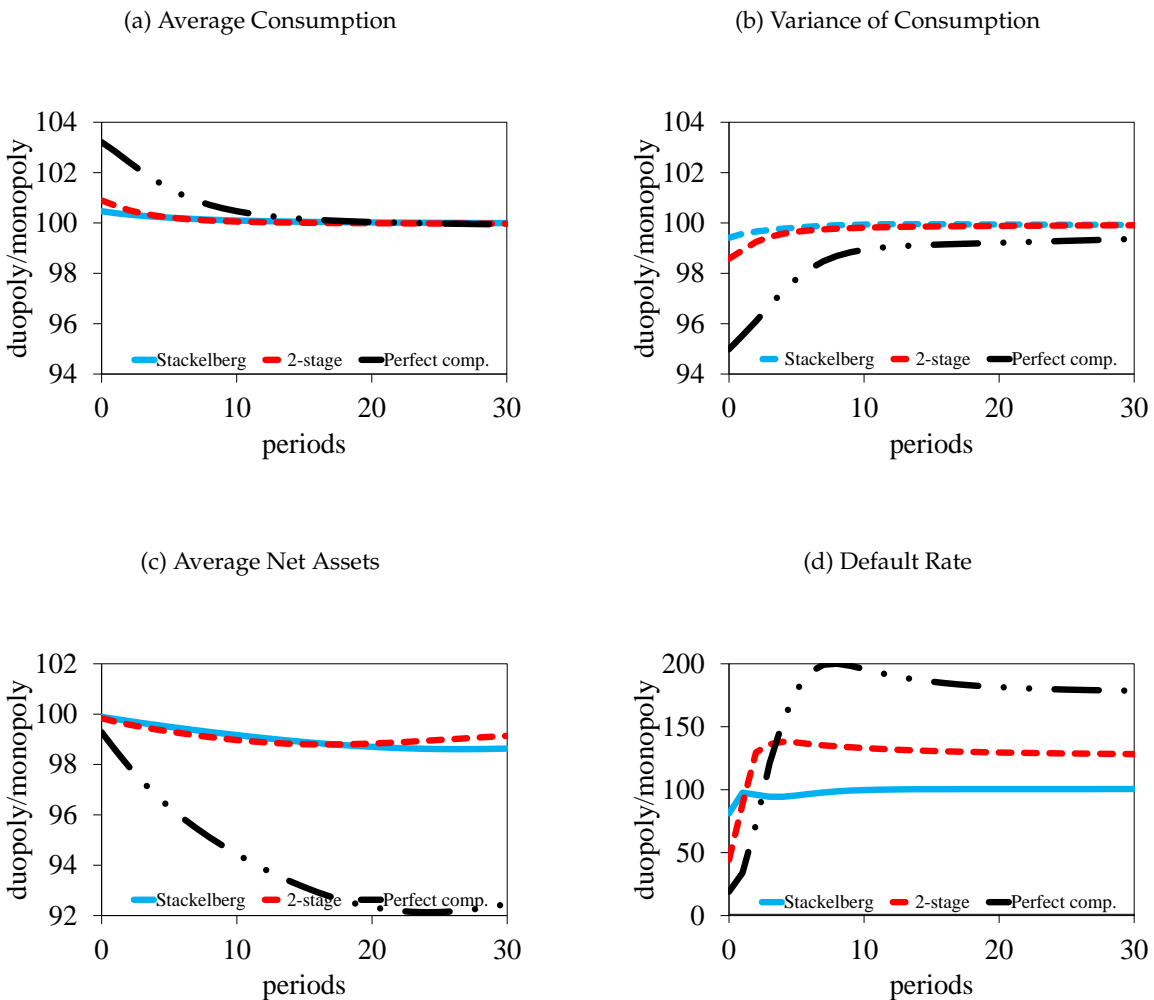 (a) Average Consumption
duopoly/monopoly
104
102
100
98
96
94
Stackelberg 2-stage Perfect comp.
0 10 20 30
periods
(b) Variance of Consumption
duopoly/monopoly
104
102
100
98
96
94
Stackelberg 2-stage Perfect comp.
0 10 20 30
periods
(c) Average Net Assets
duopoly/monopoly
102
100
98
96
94
92
Stackelberg 2-stage Perfect comp.
0 10 20 30
periods
(d) Default Rate
duopoly/monopoly
200
150
100
50
0
Stackelberg 2-stage Perfect comp.
0 10 20 30
periods